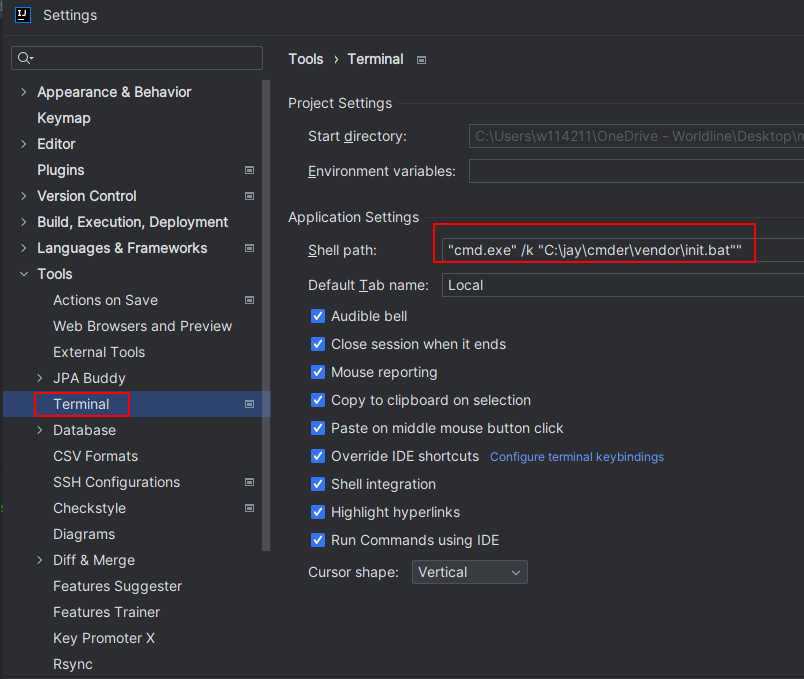 IJ
Settings
Appearance & Behavior
Keymap
Editor
Plugins
Version Control
Build, Execution, Deployment
Languages & Frameworks
Tools
Actions on Save
Web Browsers and Preview
External Tools
JPA Buddy
Terminal
Database
CSV Formats
SSH Configurations
Checkstyle
Diagrams
Diff & Merge
Features Suggester
Features Trainer
Key Promoter X
Rsync
Tools › Terminal
Project Settings
Start directory: C:\Users\w114211\OneDrive - Worldline\Desktop\
Environment variables:
Application Settings
Shell path: "cmd.exe" /k "C:\jay\cmder\vendor\init.bat""
Default Tab name: Local
Audible bell
Close session when it ends
Mouse reporting
Copy to clipboard on selection
Paste on middle mouse button click
Override IDE shortcuts Configure terminal keybindings
Shell integration
Highlight hyperlinks
Run Commands using IDE
Cursor shape: Vertical